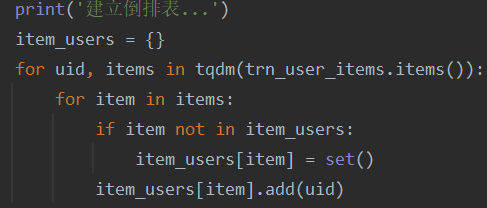 print('建立倒排表...')
item_users = {}
for uid, items in tqdm(trn_user_items.items()):
    for item in items:
        if item not in item_users:
            item_users[item] = set()
        item_users[item].add(uid)